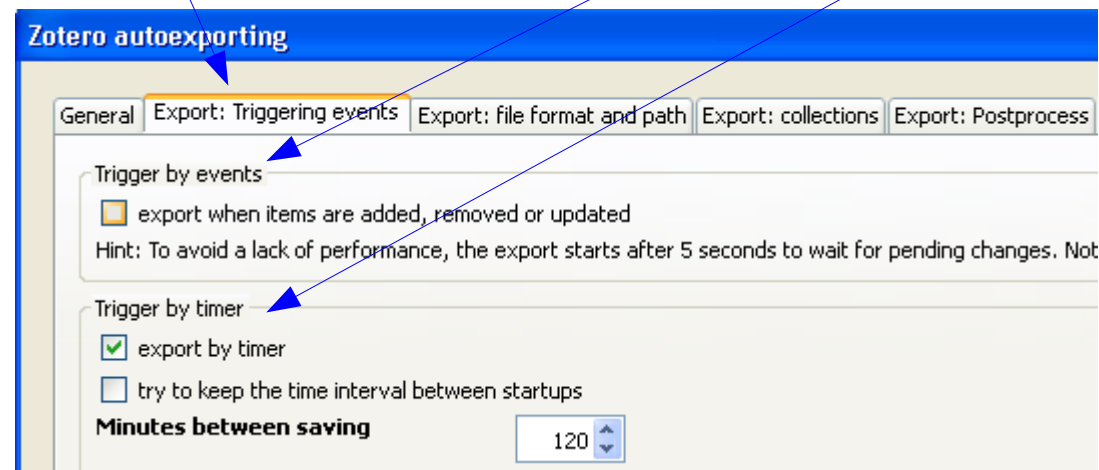 Zotero autoexporting
General Export: Triggering events Export: file format and path Export: collections Export: Postprocess
Trigger by events
export when items are added, removed or updated
Hint: To avoid a lack of performance, the export starts after 5 seconds to wait for pending changes. Not
Trigger by timer
export by timer
try to keep the time interval between startups
Minutes between saving 120